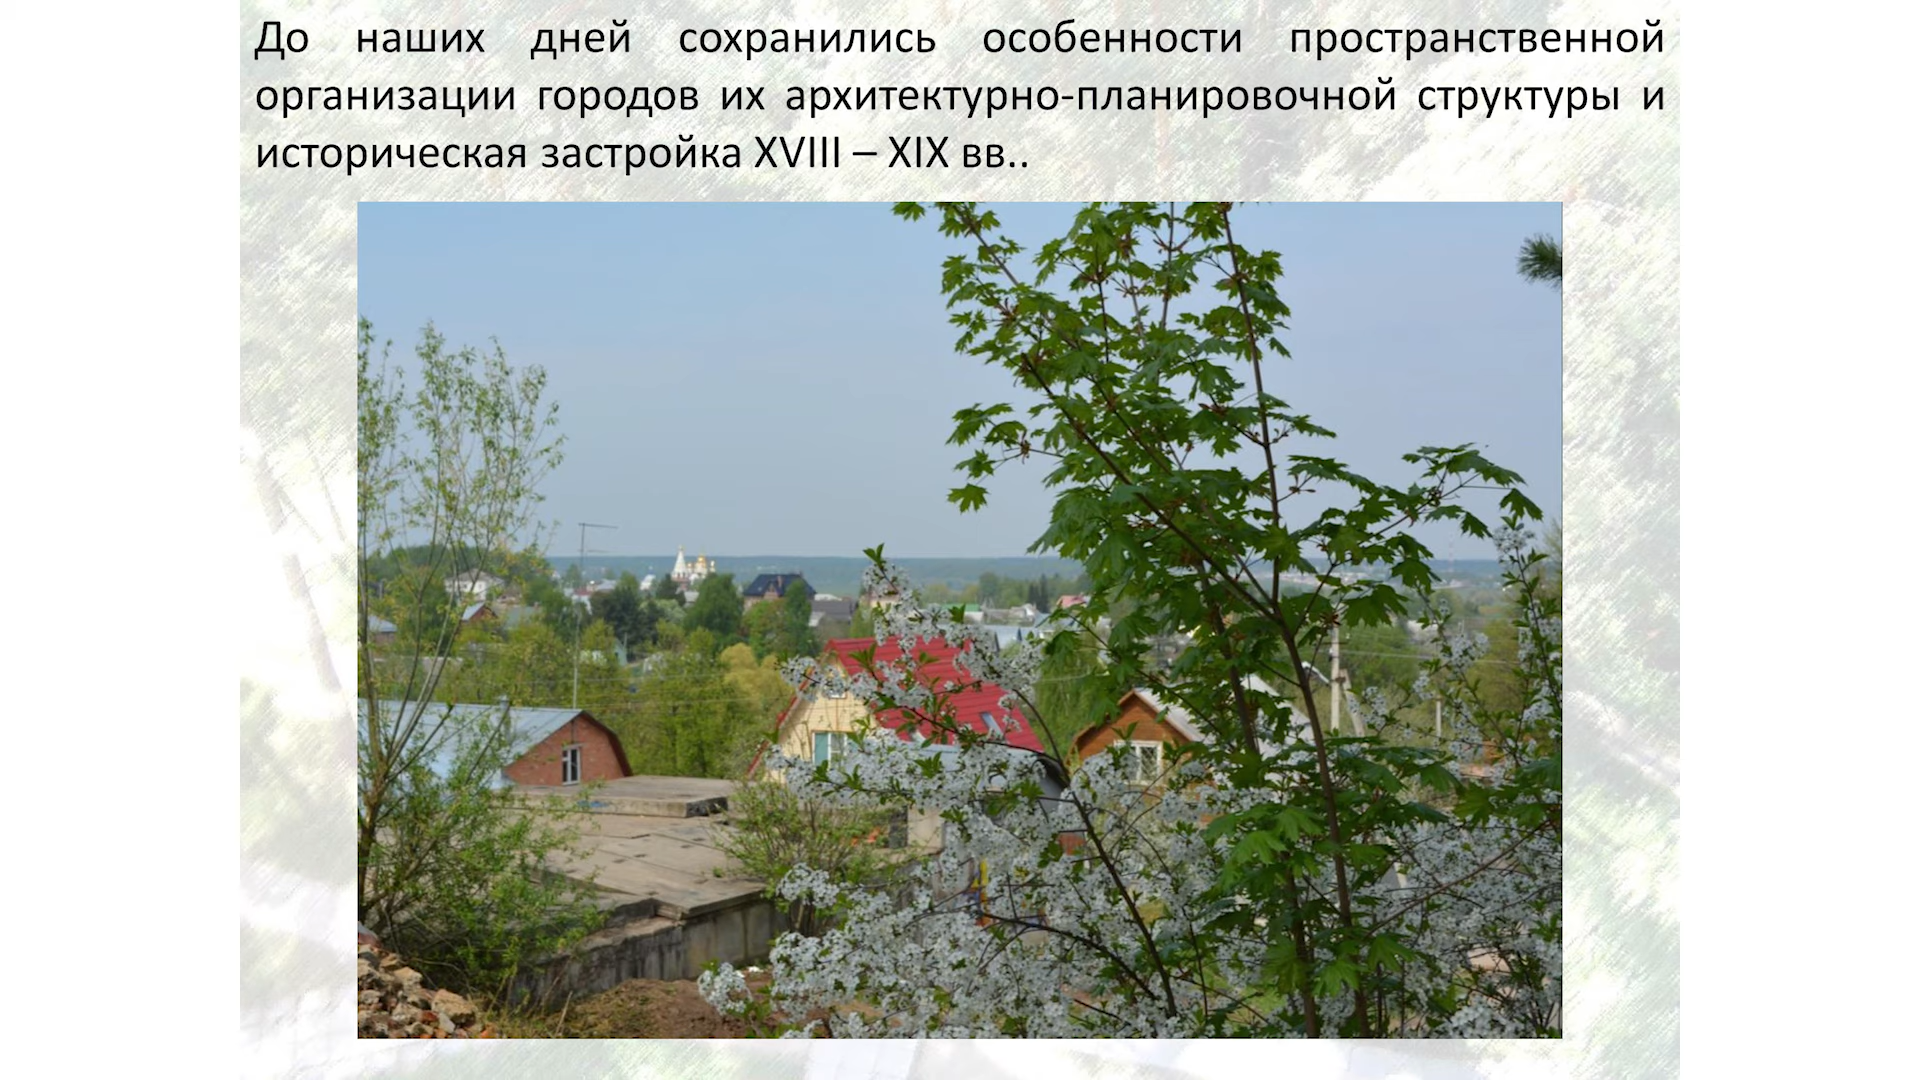 До наших дней сохранились особенности пространственной
организации городов их архитектурно-планировочной структуры и
историческая застройка XVIII – XIX вв..